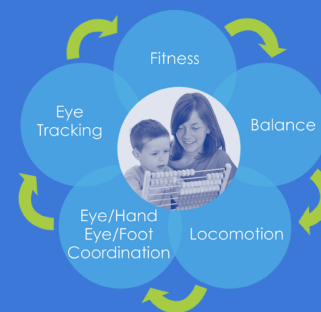 Fitness
Balance
Locomotion
Eye/Hand
Eye/Foot
Coordination
Eye
Tracking